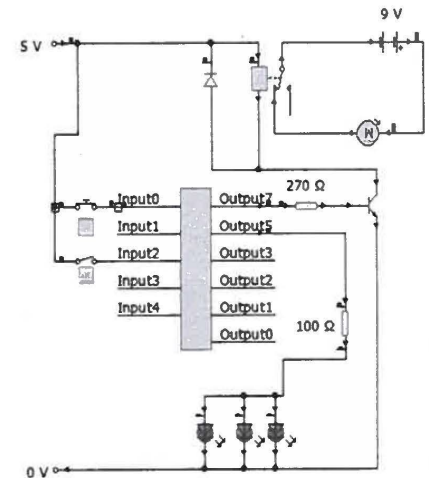 9 V
5 V
270 Ω
Input0
Output7
Input1
Output5
Input2
Output3
Input3
Output2
Input4
Output1
Output0
100 Ω
0 V
M